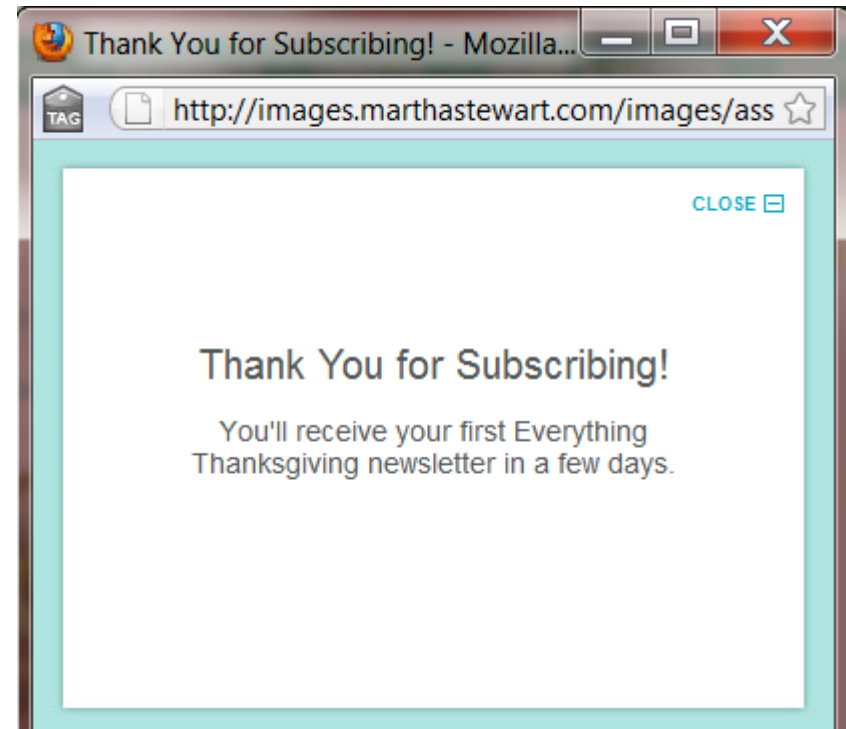 Thank You for Subscribing! - Mozilla...
TAG
http://images.marthastewart.com/images/ass
CLOSE
Thank You for Subscribing!
You'll receive your first Everything
Thanksgiving newsletter in a few days.